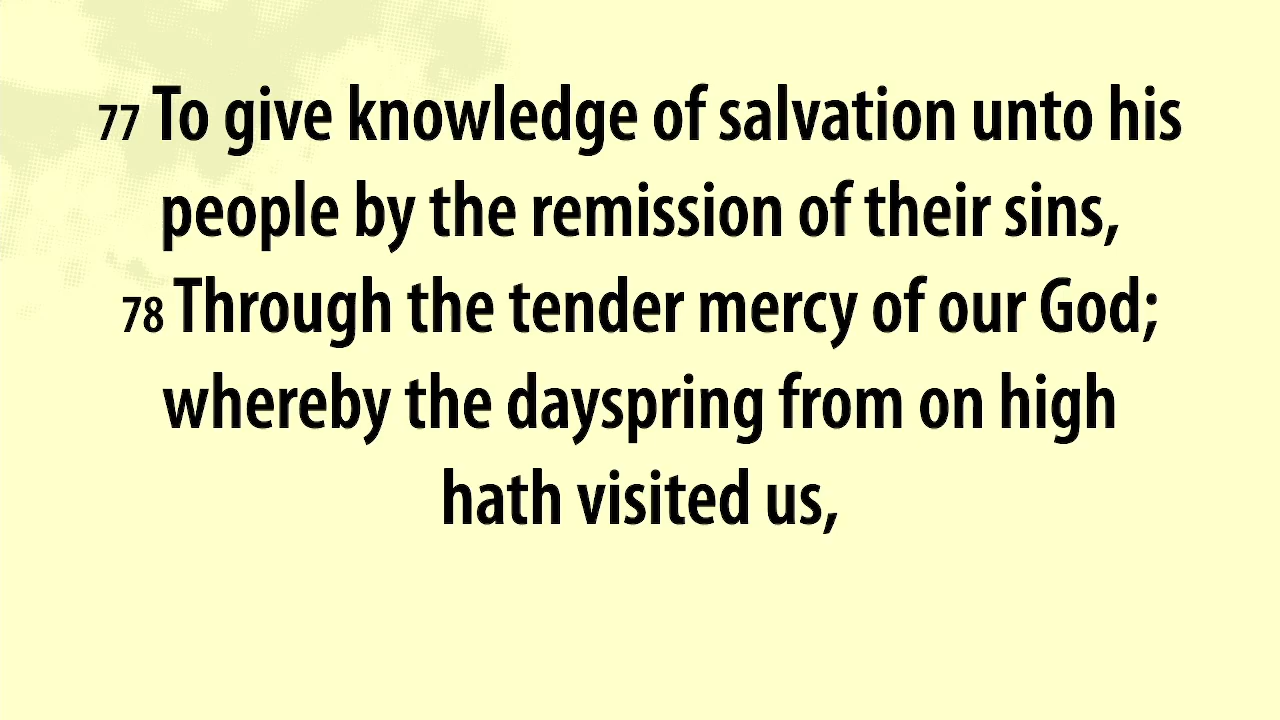 77 To give knowledge of salvation unto his
people by the remission of their sins,
78 Through the tender mercy of our God;
whereby the dayspring from on high
hath visited us,